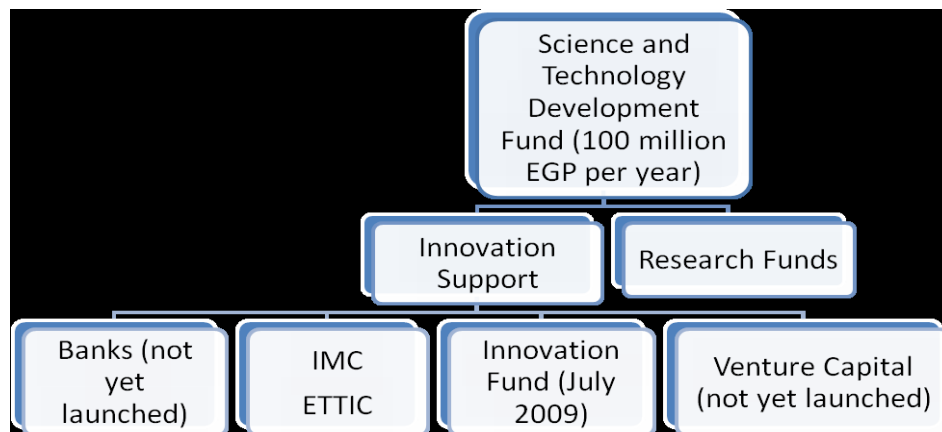 Science and
Technology
Development
Fund (100 million
EGP per year)
Innovation
Support
Research Funds
Banks (not
yet
launched)
IMC
ETTIC
Innovation
Fund (July
2009)
Venture Capital
(not yet launched)